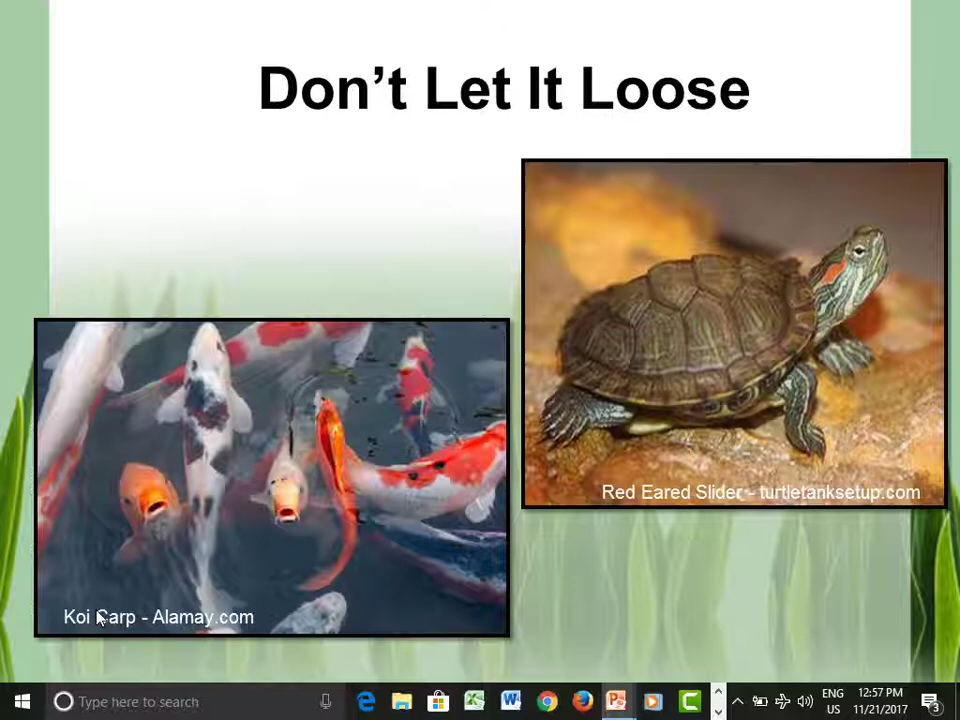 Don’t Let It Loose
Red Eared Slider - turtletanksetup.com
Koi Carp - Alamay.com
Type here to search
ENG
US
12:57 PM
11/21/2017
3